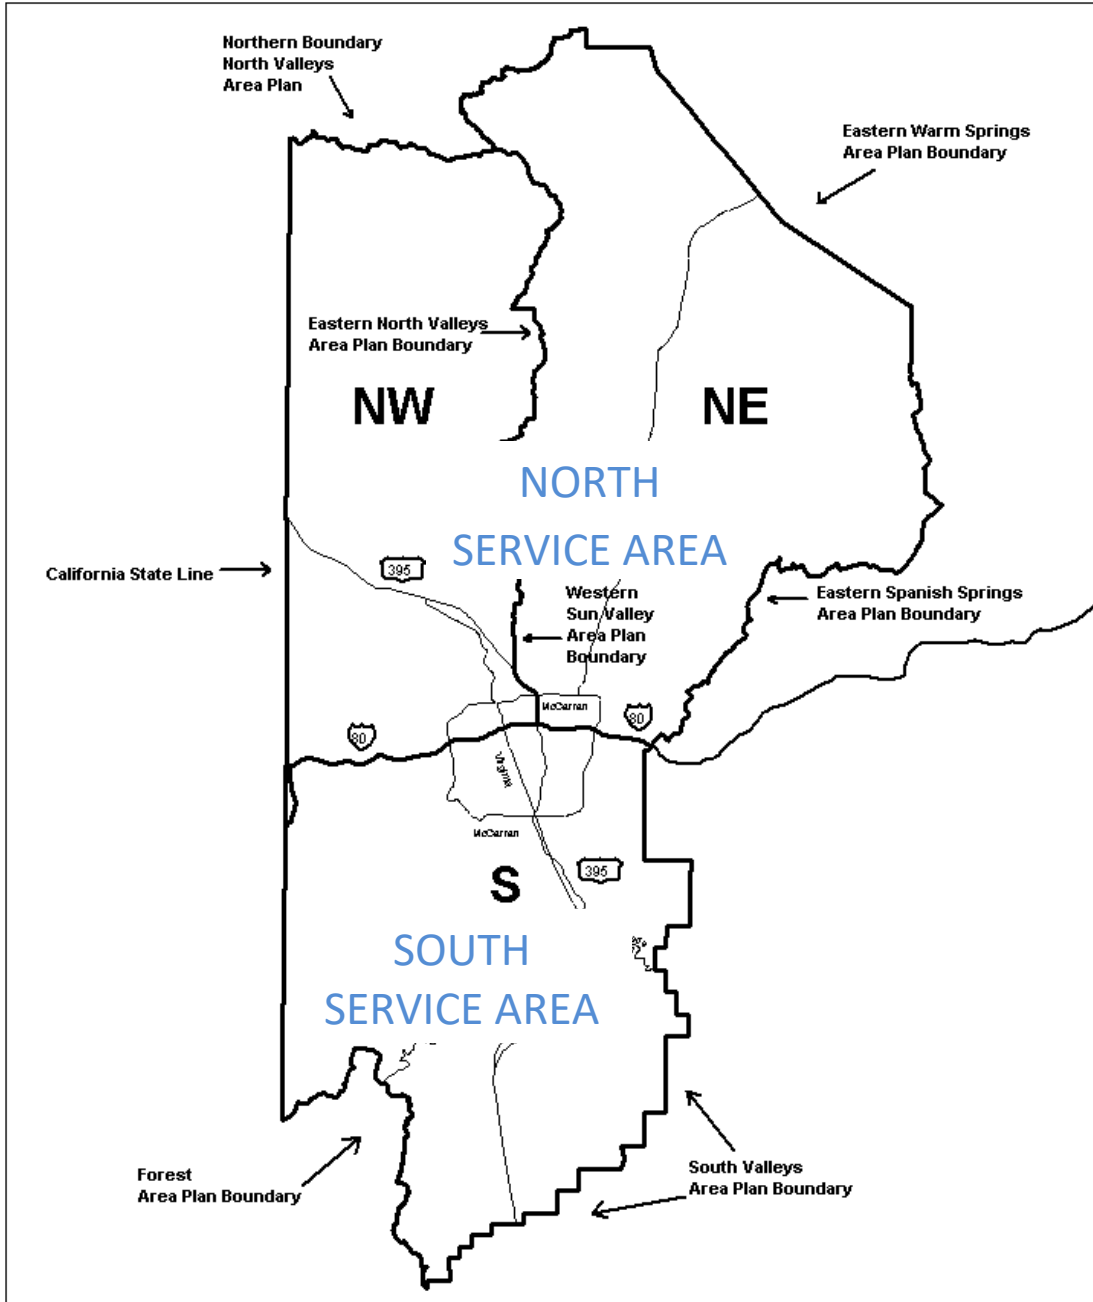 Northern Boundary
North Valleys
Area Plan
Eastern Warm Springs
Area Plan Boundary
Eastern North Valleys
Area Plan Boundary
NW
NE
NORTH
SERVICE AREA
395
California State Line
Western
Sun Valley
Area Plan
Boundary
Eastern Spanish Springs
Area Plan Boundary
McCarran
80
80
Virginia
McCarran
395
S
SOUTH
SERVICE AREA
Forest
Area Plan Boundary
South Valleys
Area Plan Boundary